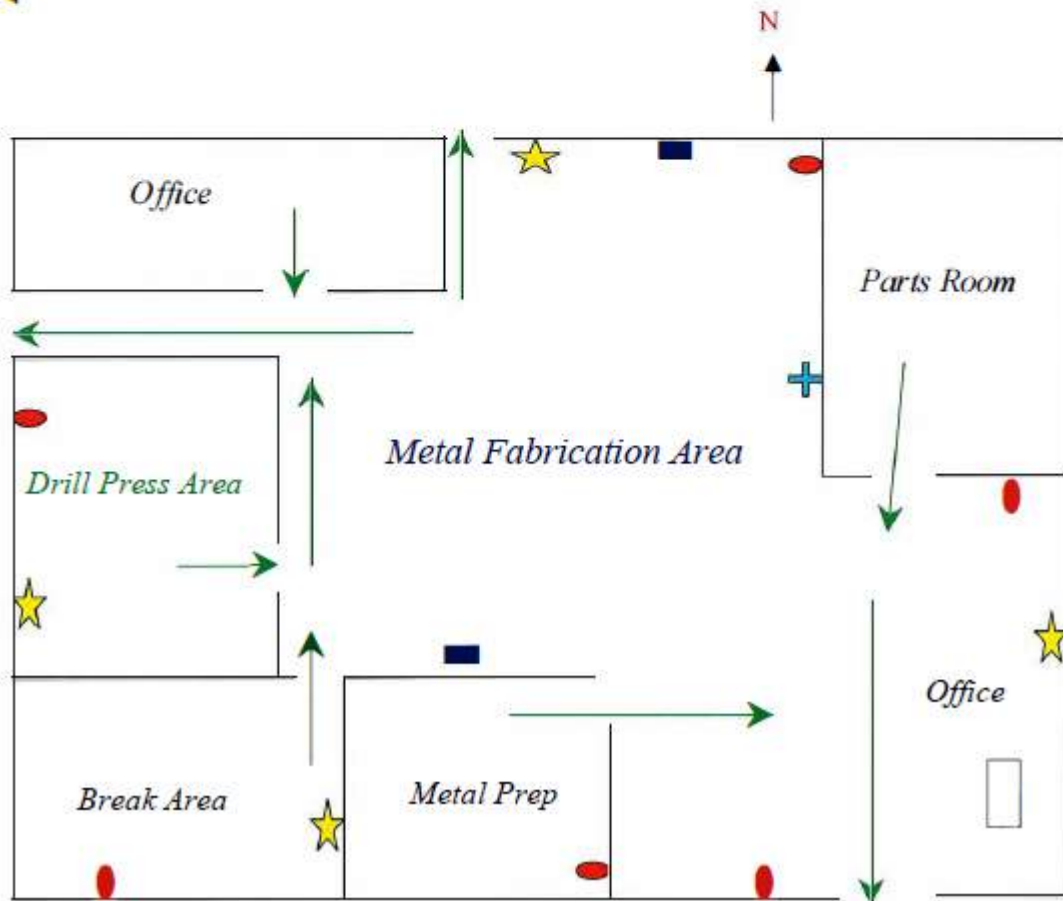 N
Office
Parts Room
Metal Fabrication Area
Drill Press Area
Office
Break Area
Metal Prep